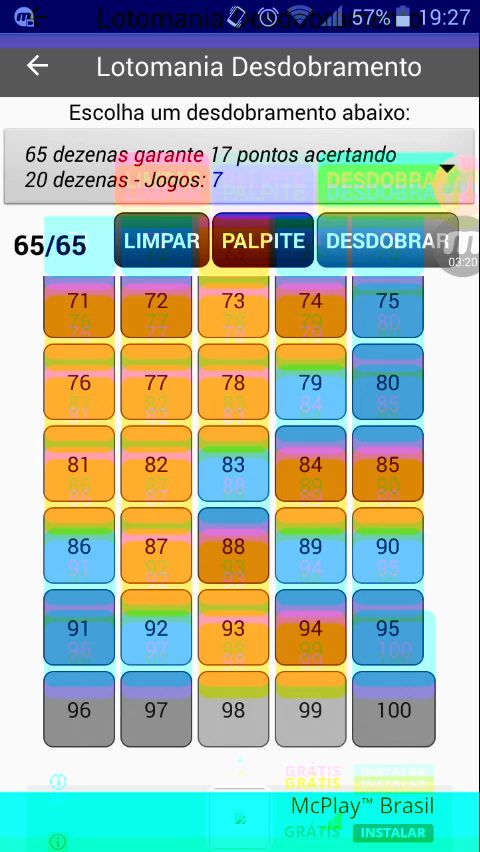 57% 19:27
Lotomania Desdobramento
Escolha um desdobramento abaixo:
65 dezenas garante 17 pontos acertando
20 dezenas - Jogos: 7
65/65 LIMPAR PALPITE DESDOBRAR
03:20
71 72 73 74 75
76 77 78 79 80
81 82 83 84 85
86 87 88 89 90
91 92 93 94 95
96 97 98 99 100
GRÁTIS INSTALAR
McPlay™ Brasil
GRÁTIS INSTALAR